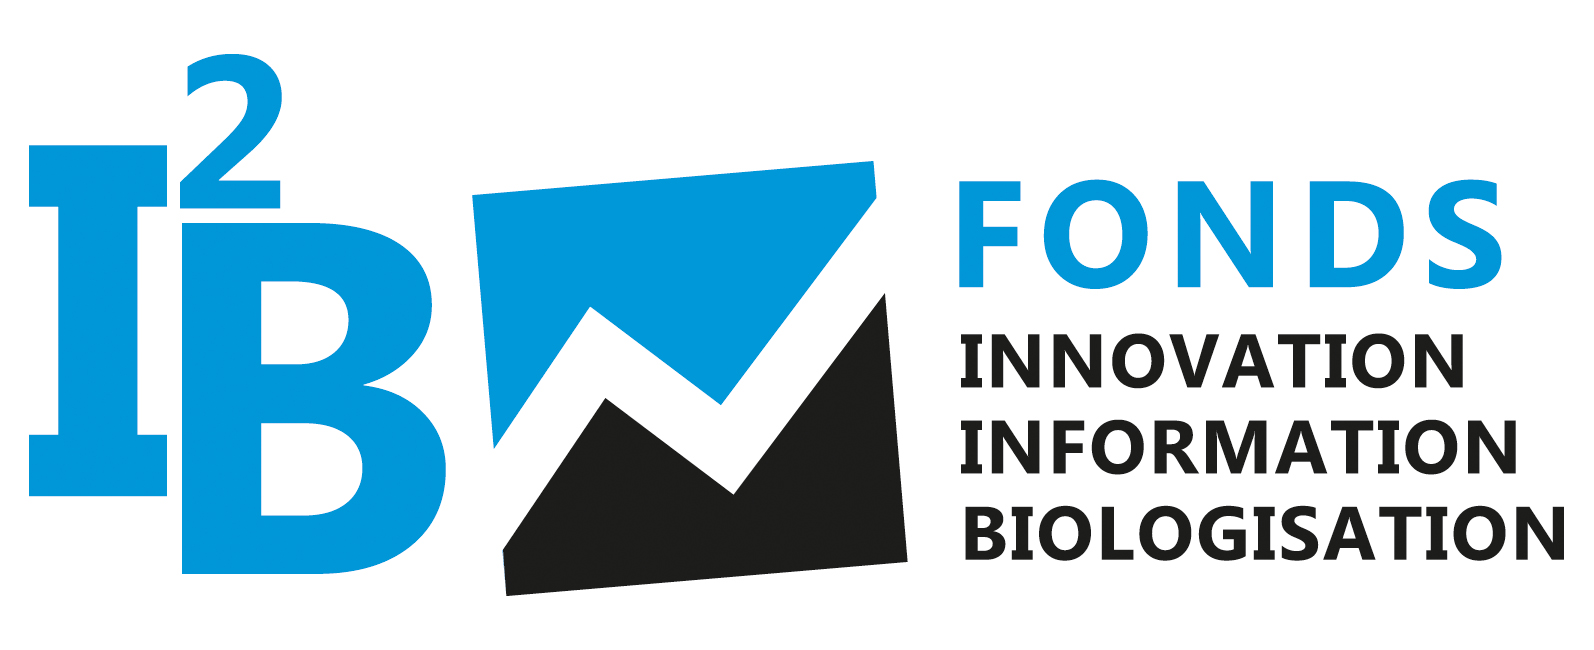 I²B
FONDS
INNOVATION
INFORMATION
BIOLOGISATION